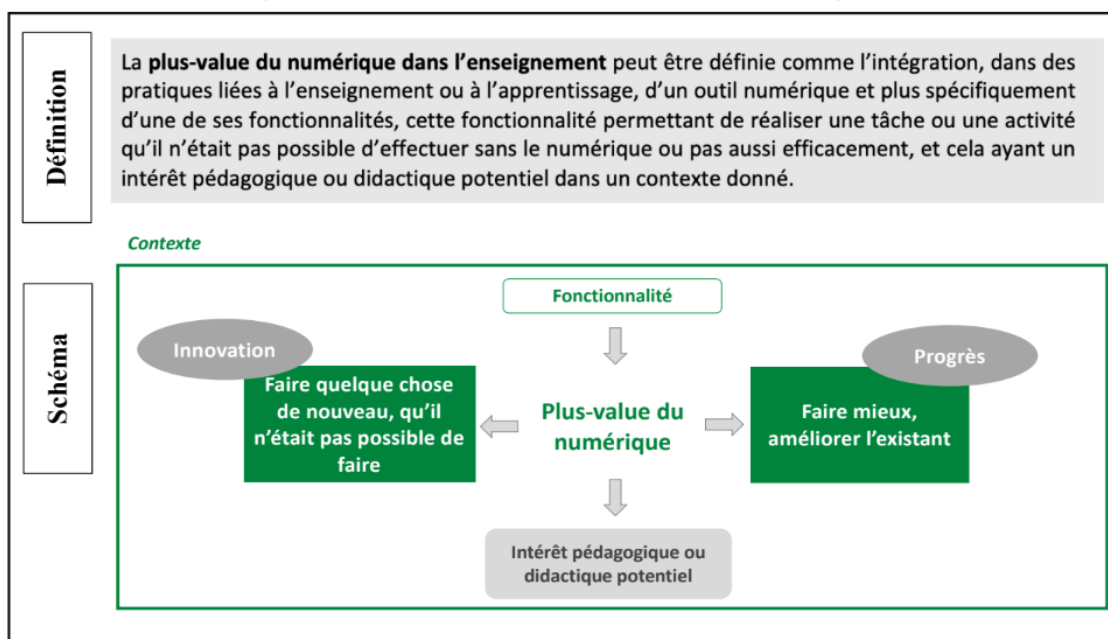 Définition
La plus-value du numérique dans l’enseignement peut être définie comme l’intégration, dans des
pratiques liées à l’enseignement ou à l’apprentissage, d’un outil numérique et plus spécifiquement
d’une de ses fonctionnalités, cette fonctionnalité permettant de réaliser une tâche ou une activité
qu’il n’était pas possible d’effectuer sans le numérique ou pas aussi efficacement, et cela ayant un
intérêt pédagogique ou didactique potentiel dans un contexte donné.
Schéma
Contexte
Fonctionnalité
Innovation
Faire quelque chose
de nouveau, qu’il
n’était pas possible de
faire
Plus-value du
numérique
Progrès
Faire mieux,
améliorer l’existant
Intérêt pédagogique ou
didactique potentiel